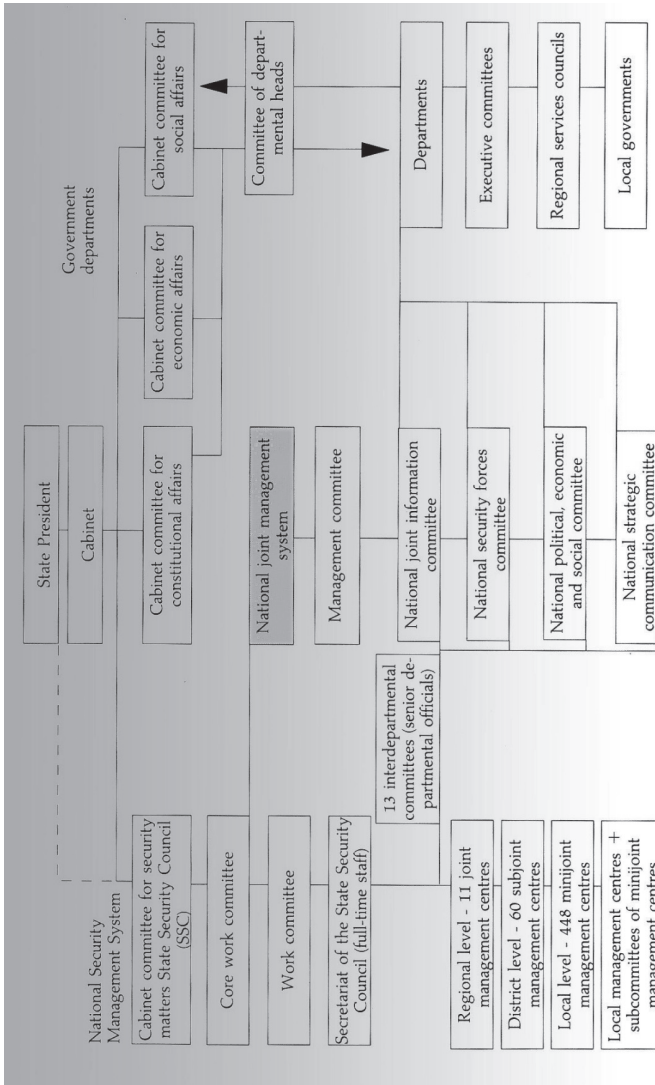 State President
Cabinet
National Security
Management System
Government
departments
Cabinet committee for security
matters State Security Council
(SSC)
Cabinet committee for
constitutional affairs
Cabinet committee for
economic affairs
Cabinet committee for
social affairs
Core work committee
National joint management
system
Committee of depart-
mental heads
Work committee
Management committee
Secretariat of the State Security
Council (full-time staff)
13 interdepartmental
committees (senior de-
partmental officials)
National joint information
committee
Departments
Regional level - 11 joint
management centres
National security forces
committee
Executive committees
District level - 60 subjoint
management centres
Local level - 448 minijoint
management centres
National political, economic
and social committee
Regional services councils
Local management centres +
subcommittees of minijoint
management centres
National strategic
communication committee
Local governments